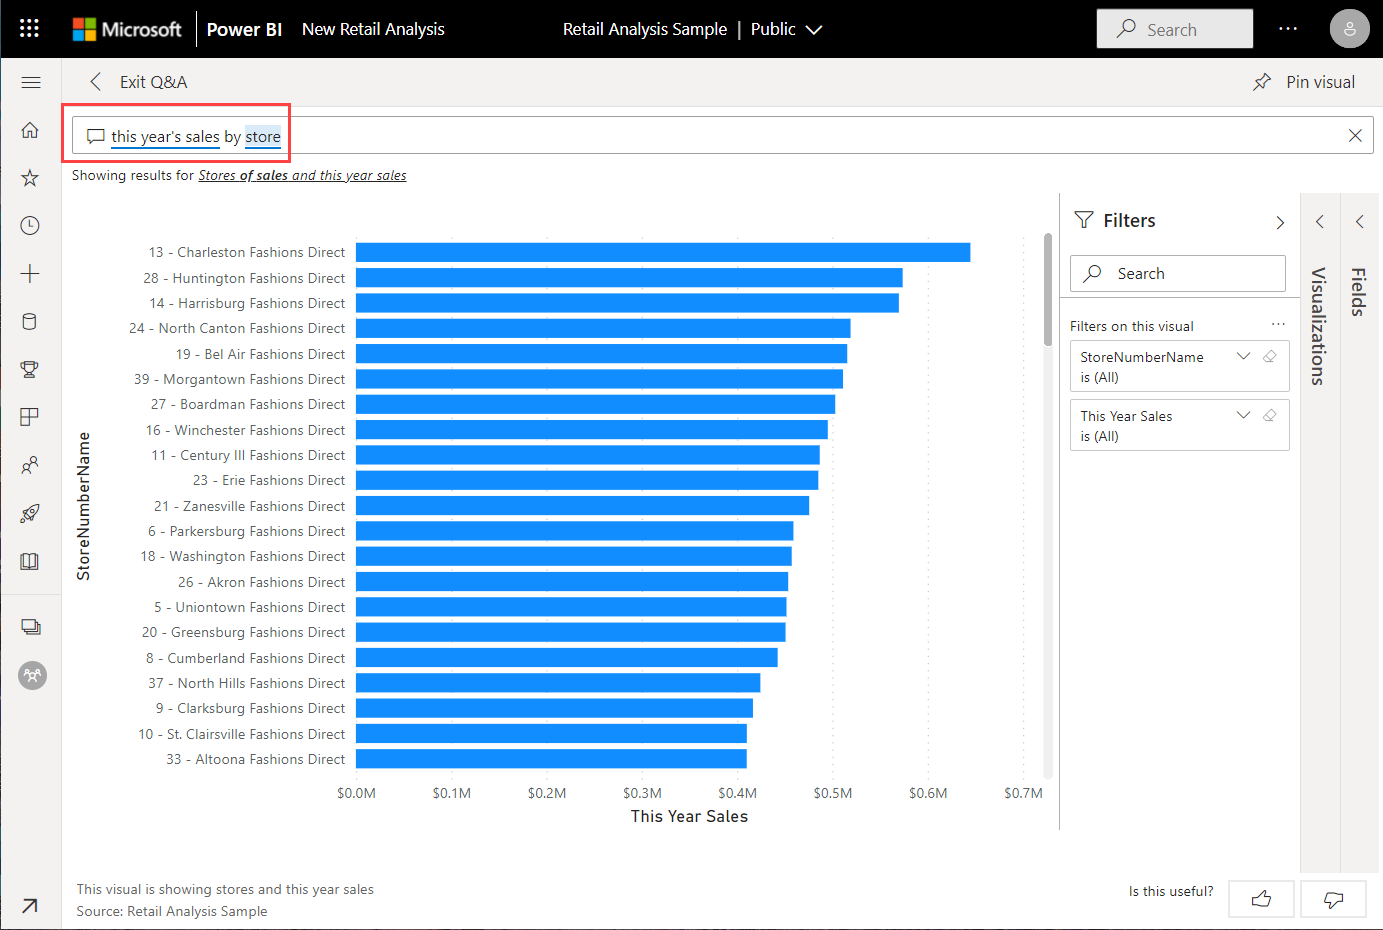 Microsoft Power BI New Retail Analysis Retail Analysis Sample | Public Search
Exit Q&A Pin visual
this year's sales by store
Showing results for Stores of sales and this year sales
StoreNumberName
13 - Charleston Fashions Direct
28 - Huntington Fashions Direct
14 - Harrisburg Fashions Direct
24 - North Canton Fashions Direct
19 - Bel Air Fashions Direct
39 - Morgantown Fashions Direct
27 - Boardman Fashions Direct
16 - Winchester Fashions Direct
11 - Century III Fashions Direct
23 - Erie Fashions Direct
21 - Zanesville Fashions Direct
6 - Parkersburg Fashions Direct
18 - Washington Fashions Direct
26 - Akron Fashions Direct
5 - Uniontown Fashions Direct
20 - Greensburg Fashions Direct
8 - Cumberland Fashions Direct
37 - North Hills Fashions Direct
9 - Clarksburg Fashions Direct
10 - St. Clairsville Fashions Direct
33 - Altoona Fashions Direct
$0.0M $0.1M $0.2M $0.3M $0.4M $0.5M $0.6M $0.7M
This Year Sales
Filters
Search
Filters on this visual
StoreNumberName
is (All)
This Year Sales
is (All)
Visualizations
Fields
This visual is showing stores and this year sales
Source: Retail Analysis Sample
Is this useful?